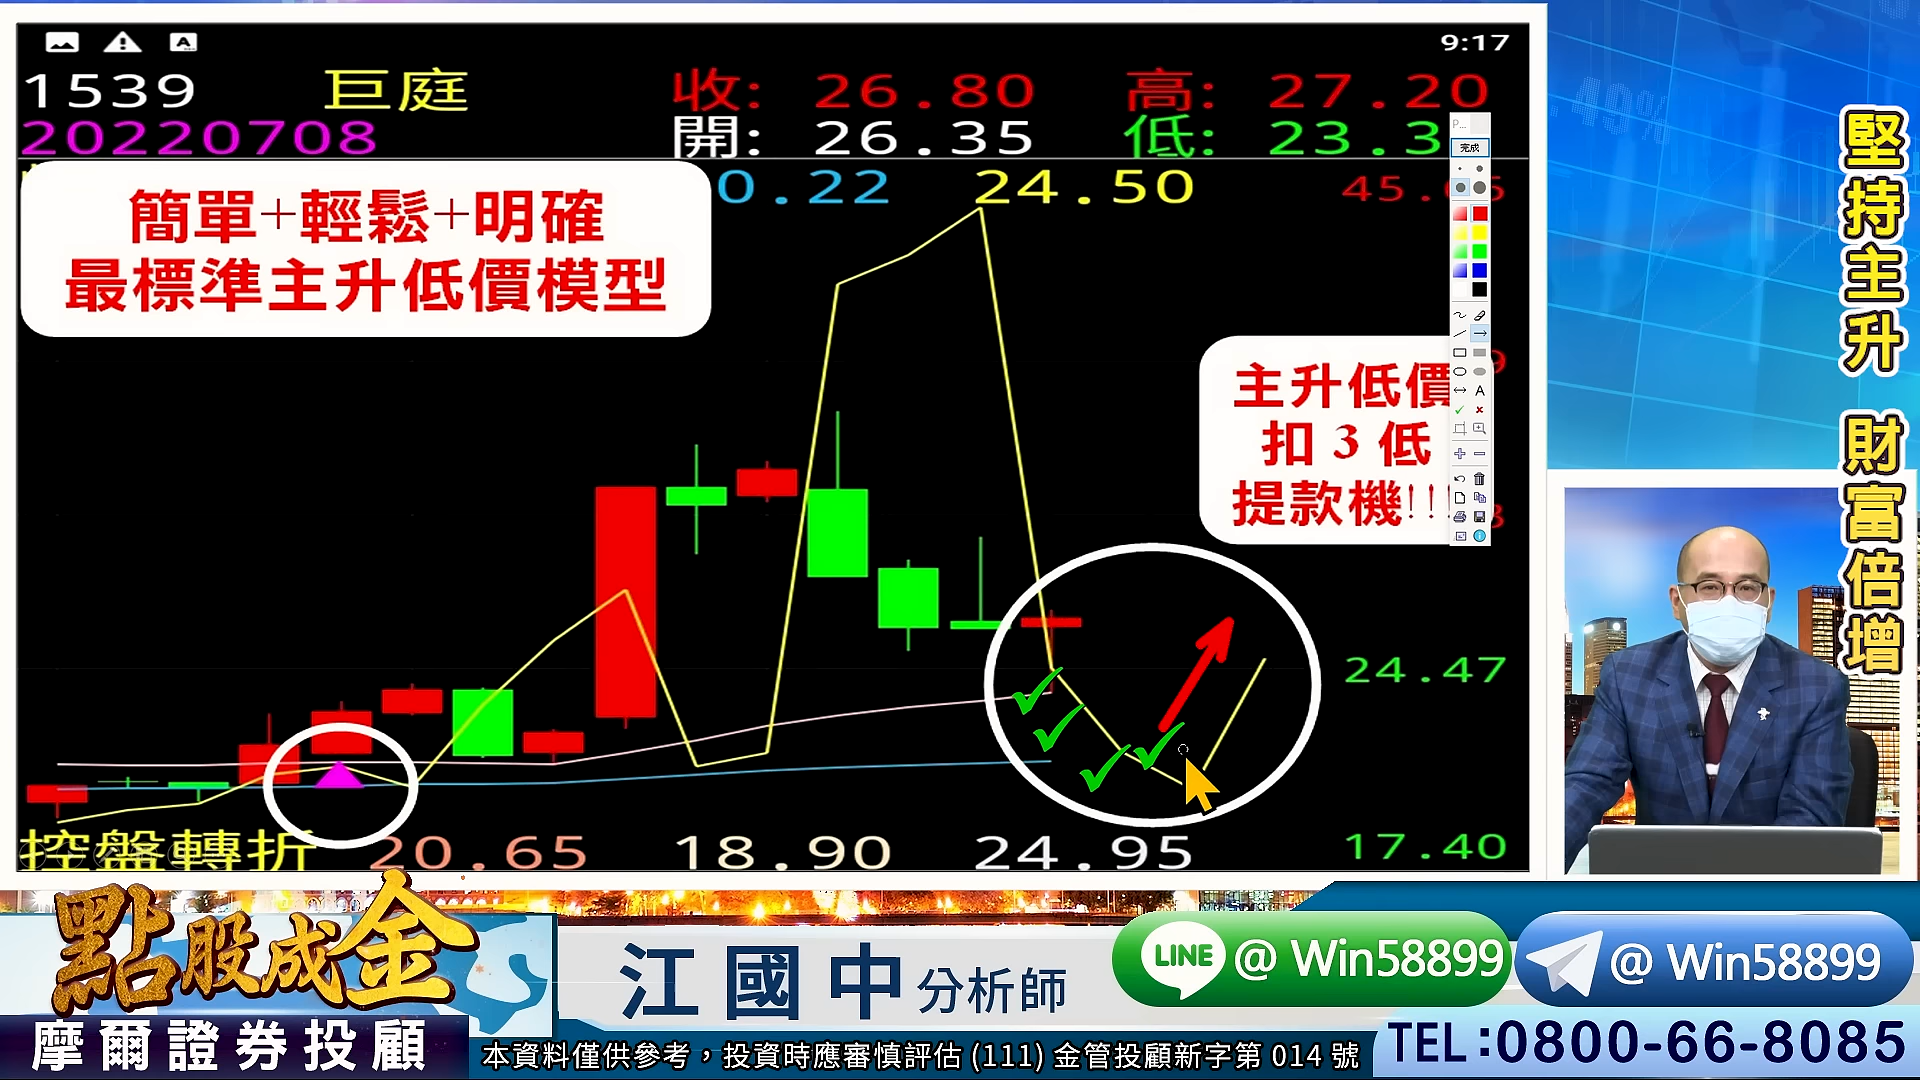 9:17
1539 巨庭 收: 26.80 高: 27.20
20220708 開: 26.35 低: 23.3
0.22 24.50
簡單+輕鬆+明確
最標準主升低價模型
P...
完成
主升低價
扣3低
提款機!!!
24.47
17.40
控盤轉折 20.65 18.90 24.95
堅持主升 財富倍增
點股成金
摩爾證券投顧
江國中 分析師
LINE @ Win58899
@ Win58899
TEL:0800-66-8085
本資料僅供參考，投資時應審慎評估 (111) 金管投顧新字第 014 號